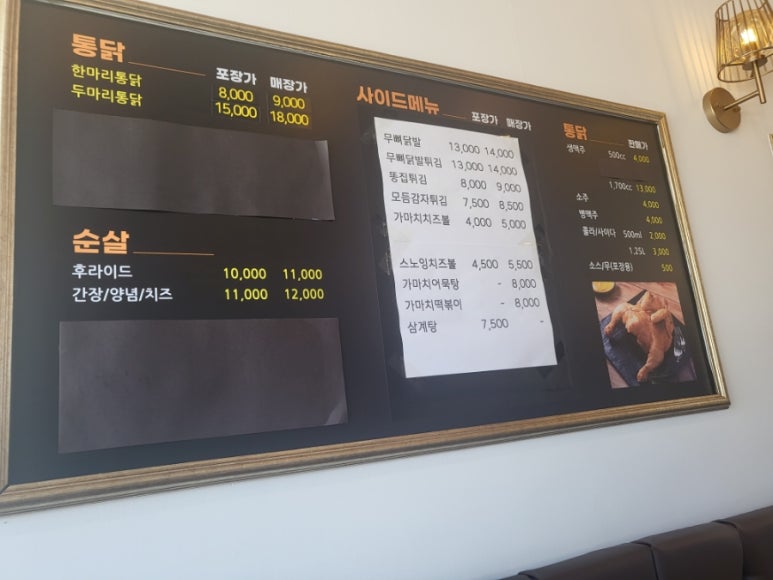 통닭 포장가 매장가
한마리통닭 8,000 9,000
두마리통닭 15,000 18,000
순살
후라이드 10,000 11,000
간장/양념/치즈 11,000 12,000
사이드메뉴 포장가 매장가
무뼈닭발 13,000 14,000
무뼈닭발튀김 13,000 14,000
똥집튀김 8,000 9,000
모듬감자튀김 7,500 8,500
가마치치즈볼 4,000 5,000
스노잉치즈볼 4,500 5,500
가마치어묵탕 - 8,000
가마치떡볶이 - 8,000
삼계탕 7,500 -
통닭 판매가
생맥주 500cc 4,000
1,700cc 13,000
소주 4,000
병맥주 4,000
콜라/사이다 500ml 2,000
1.25L 3,000
소스/무(포장용) 500